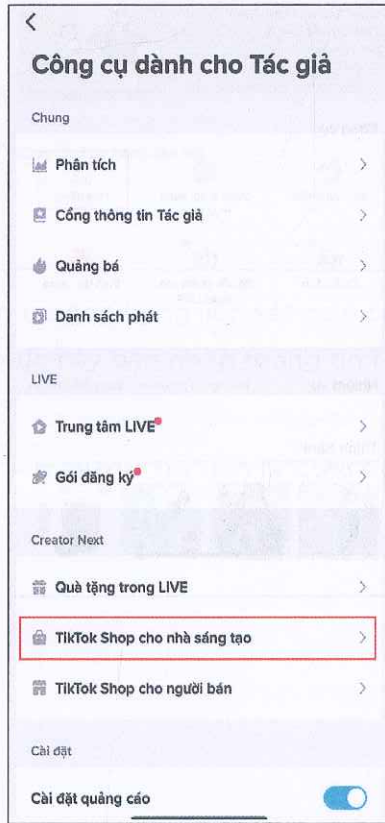 Công cụ dành cho Tác giả
Chung
Phân tích
Cổng thông tin Tác giả
Quảng bá
Danh sách phát
LIVE
Trung tâm LIVE
Gói đăng ký
Creator Next
Quà tặng trong LIVE
TikTok Shop cho nhà sáng tạo
TikTok Shop cho người bán
Cài đặt
Cài đặt quảng cáo